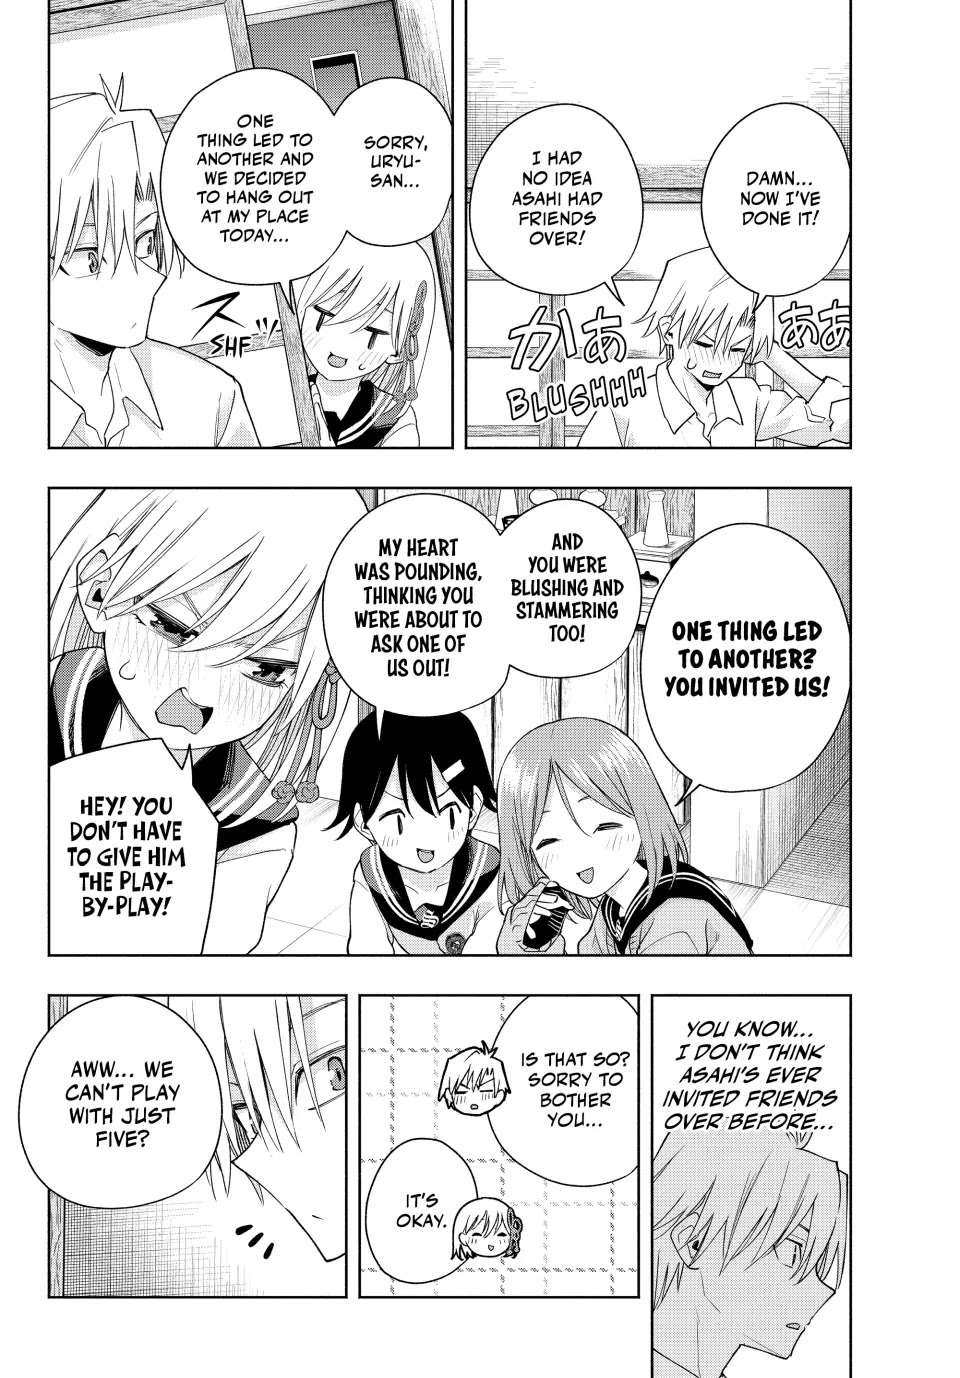 DAMN...
NOW I'VE
DONE IT!
I HAD
NO IDEA
ASAHI HAD
FRIENDS
OVER!
ああ
かぁ
BLUSHHHH
SORRY,
URYU-
SAN...
ONE
THING LED TO
ANOTHER AND
WE DECIDED
TO HANG OUT
AT MY PLACE
TODAY...
ス
SHF
ONE THING LED
TO ANOTHER?
YOU INVITED US!
AND
YOU WERE
BLUSHING AND
STAMMERING
TOO!
MY HEART
WAS POUNDING,
THINKING YOU
WERE ABOUT TO
ASK ONE OF
US OUT!
HEY! YOU
DON'T HAVE
TO GIVE HIM
THE PLAY-
BY-PLAY!
YOU KNOW...
I DON'T THINK
ASAHI'S EVER
INVITED FRIENDS
OVER BEFORE...
IS THAT SO?
SORRY TO
BOTHER
YOU...
IT'S
OKAY.
AWW... WE
CAN'T PLAY
WITH JUST
FIVE?